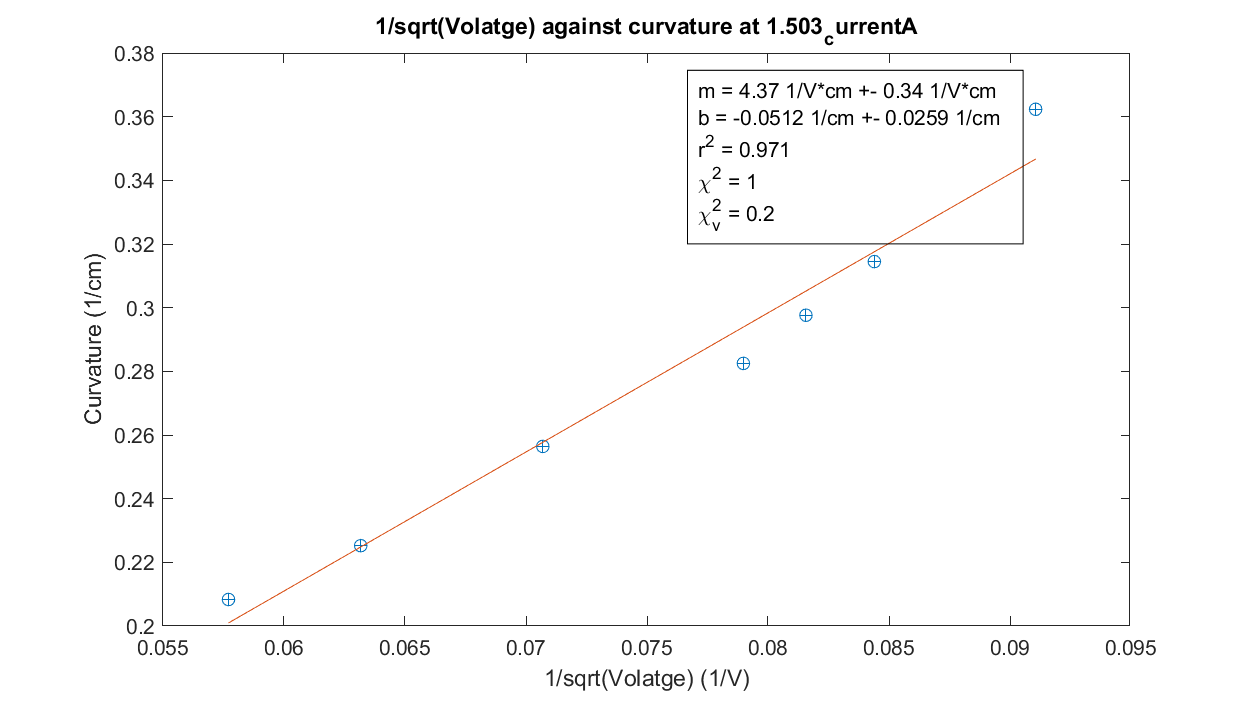 1/sqrt(Volatge) against curvature at 1.503_currentA
0.38
0.36
0.34
0.32
0.3
0.28
0.26
0.24
0.22
0.2
Curvature (1/cm)
m = 4.37 1/V*cm +- 0.34 1/V*cm
b = -0.0512 1/cm +- 0.0259 1/cm
r² = 0.971
χ² = 1
χ²ᵥ = 0.2
0.055 0.06 0.065 0.07 0.075 0.08 0.085 0.09 0.095
1/sqrt(Volatge) (1/V)